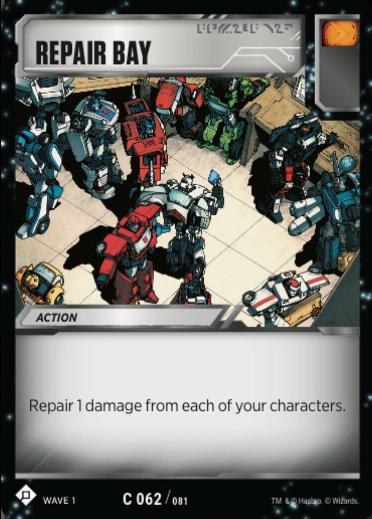 REPAIR BAY
ACTION
Repair 1 damage from each of your characters.
WAVE 1 C 062 / 081 TM & © Hasbro. © Wizards.